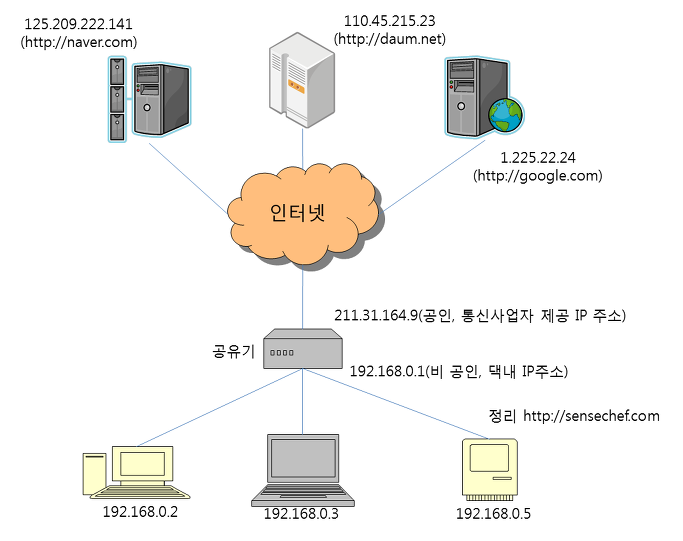 125.209.222.141
(http://naver.com)
110.45.215.23
(http://daum.net)
1.225.22.24
(http://google.com)
인터넷
211.31.164.9(공인, 통신사업자 제공 IP 주소)
공유기
192.168.0.1(비 공인, 댁내 IP주소)
정리 http://sensechef.com
192.168.0.2
192.168.0.3
192.168.0.5